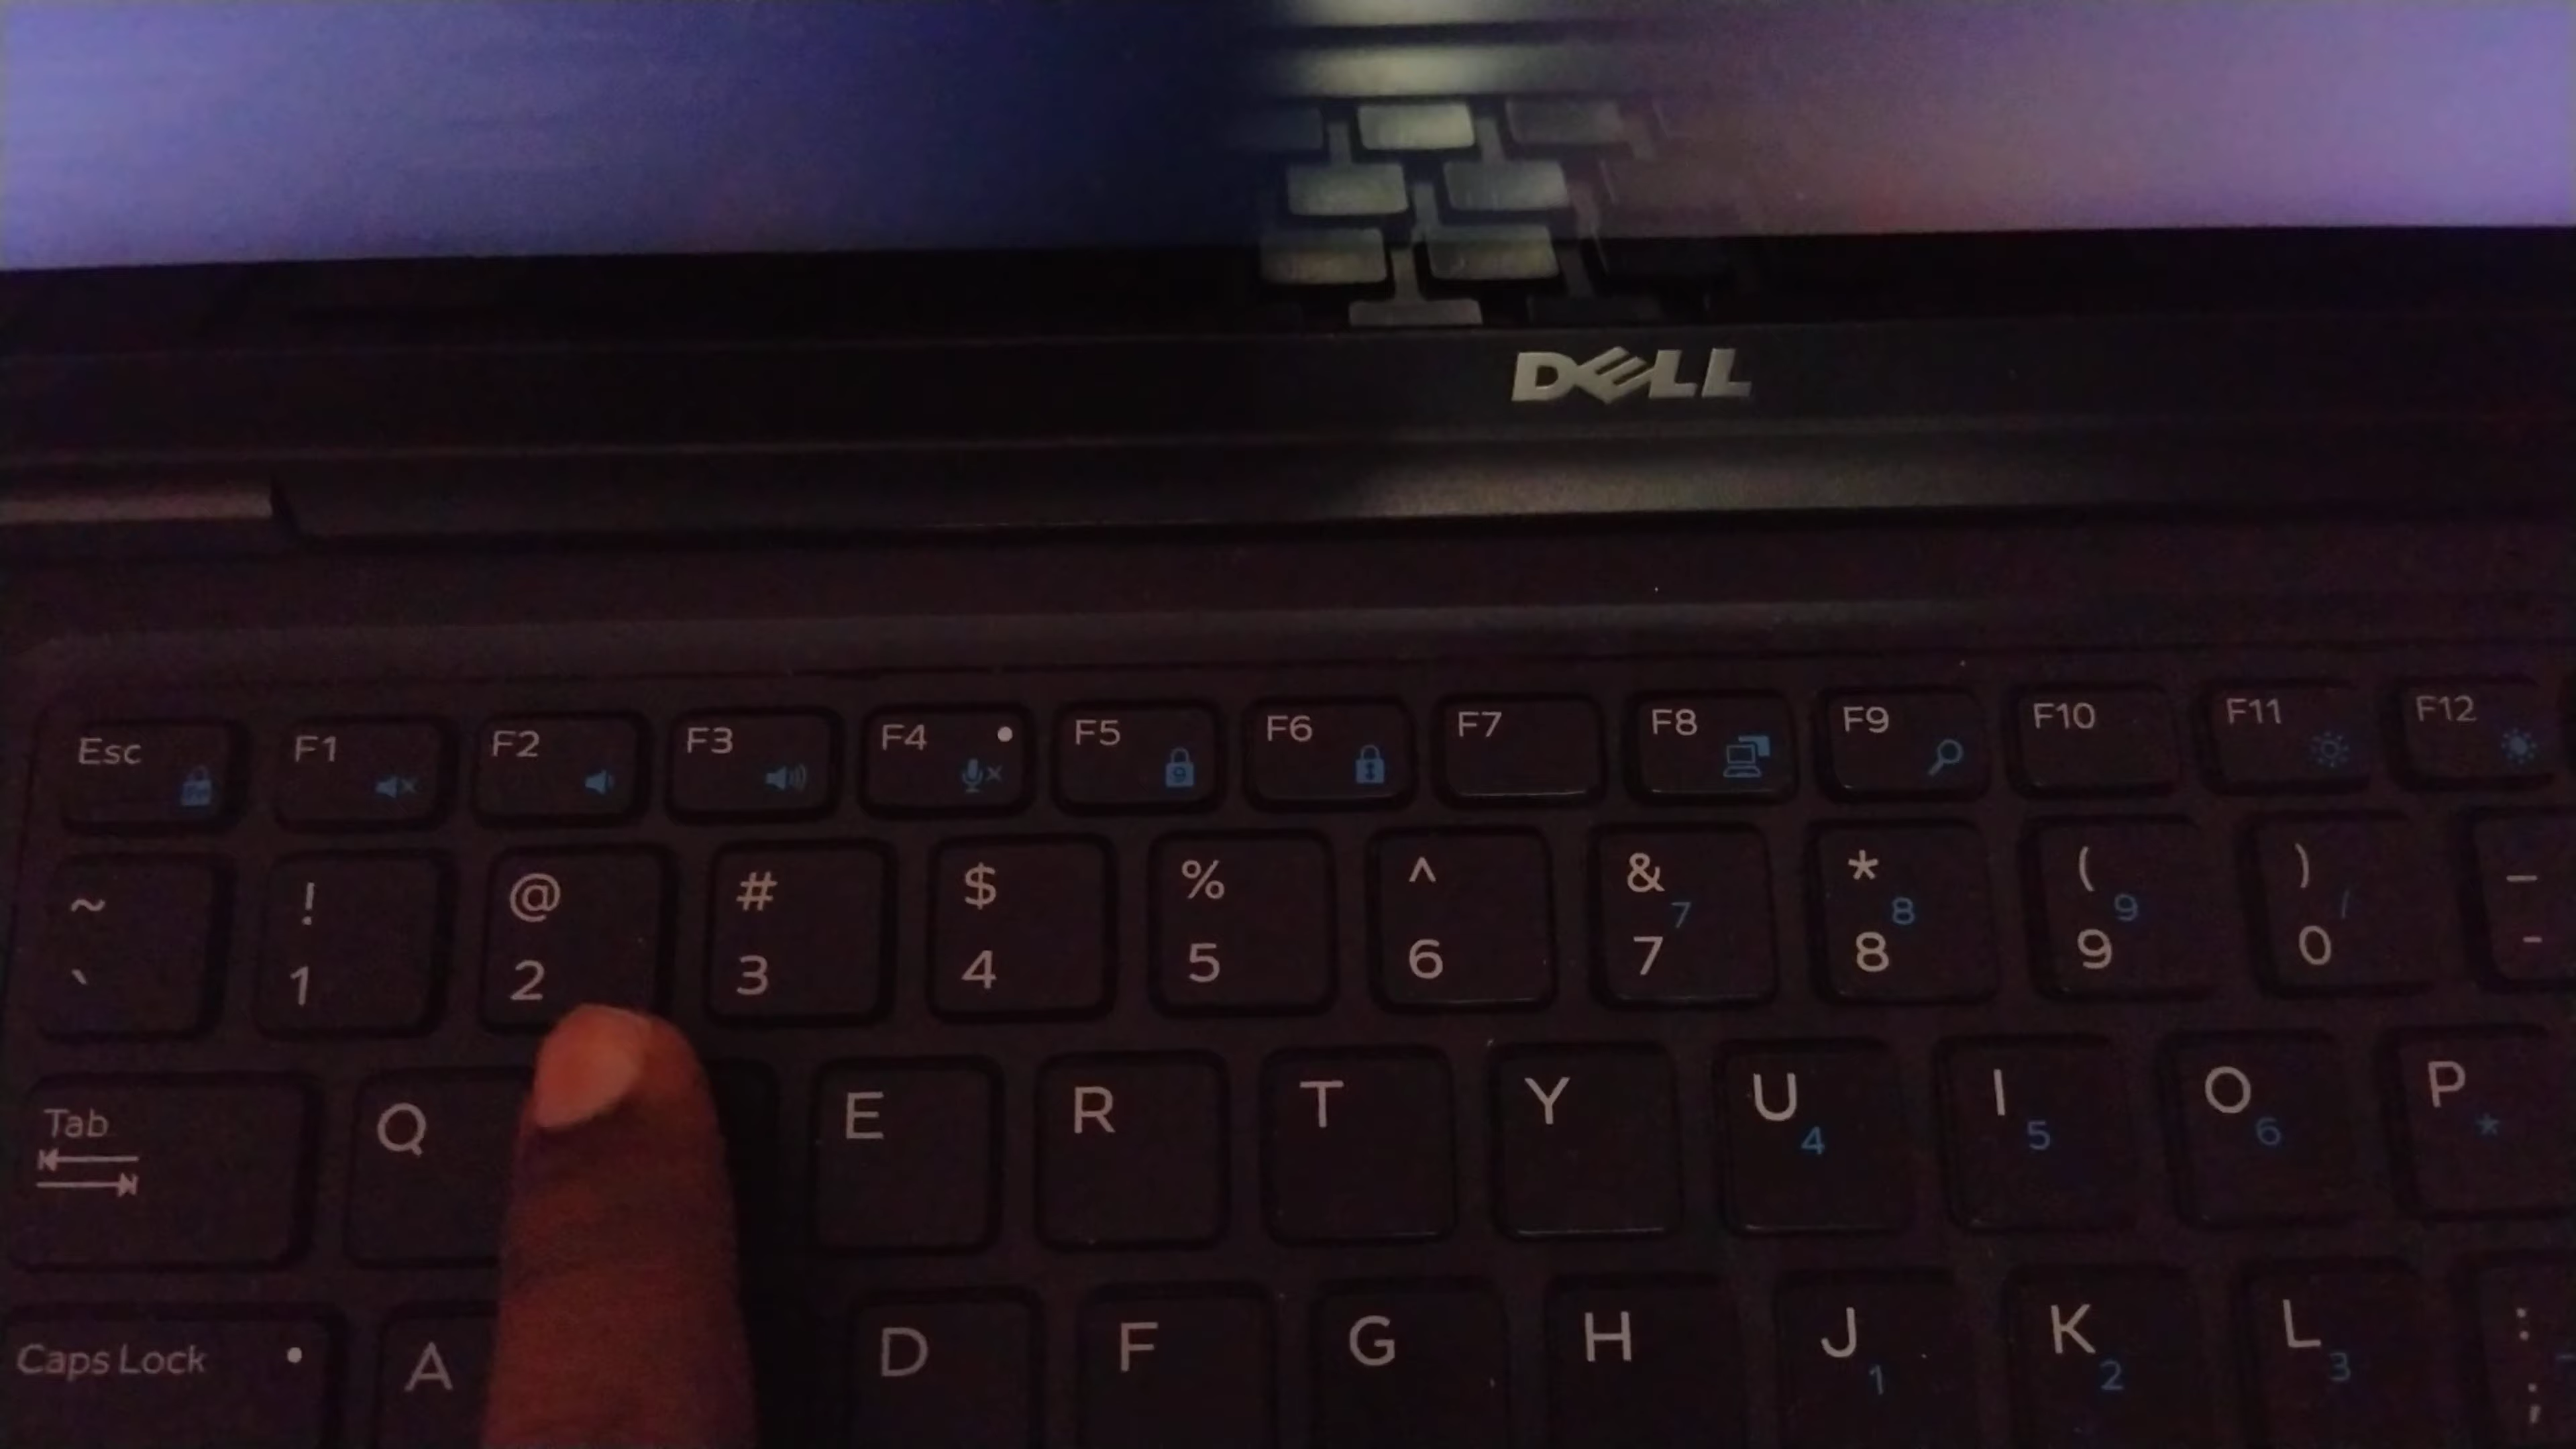 DELL
Esc F1 F2 F3 F4 F5 9 F6 F7 F8 F9 F10 F11 F12
~ ! @ # $ % ^ & * ( ) _
` 1 2 3 4 5 6 7 7 8 8 9 9 0 / -
Tab Q E R T Y U 4 I 5 O 6 P *
Caps Lock A D F G H J 1 K 2 L 3 : ;